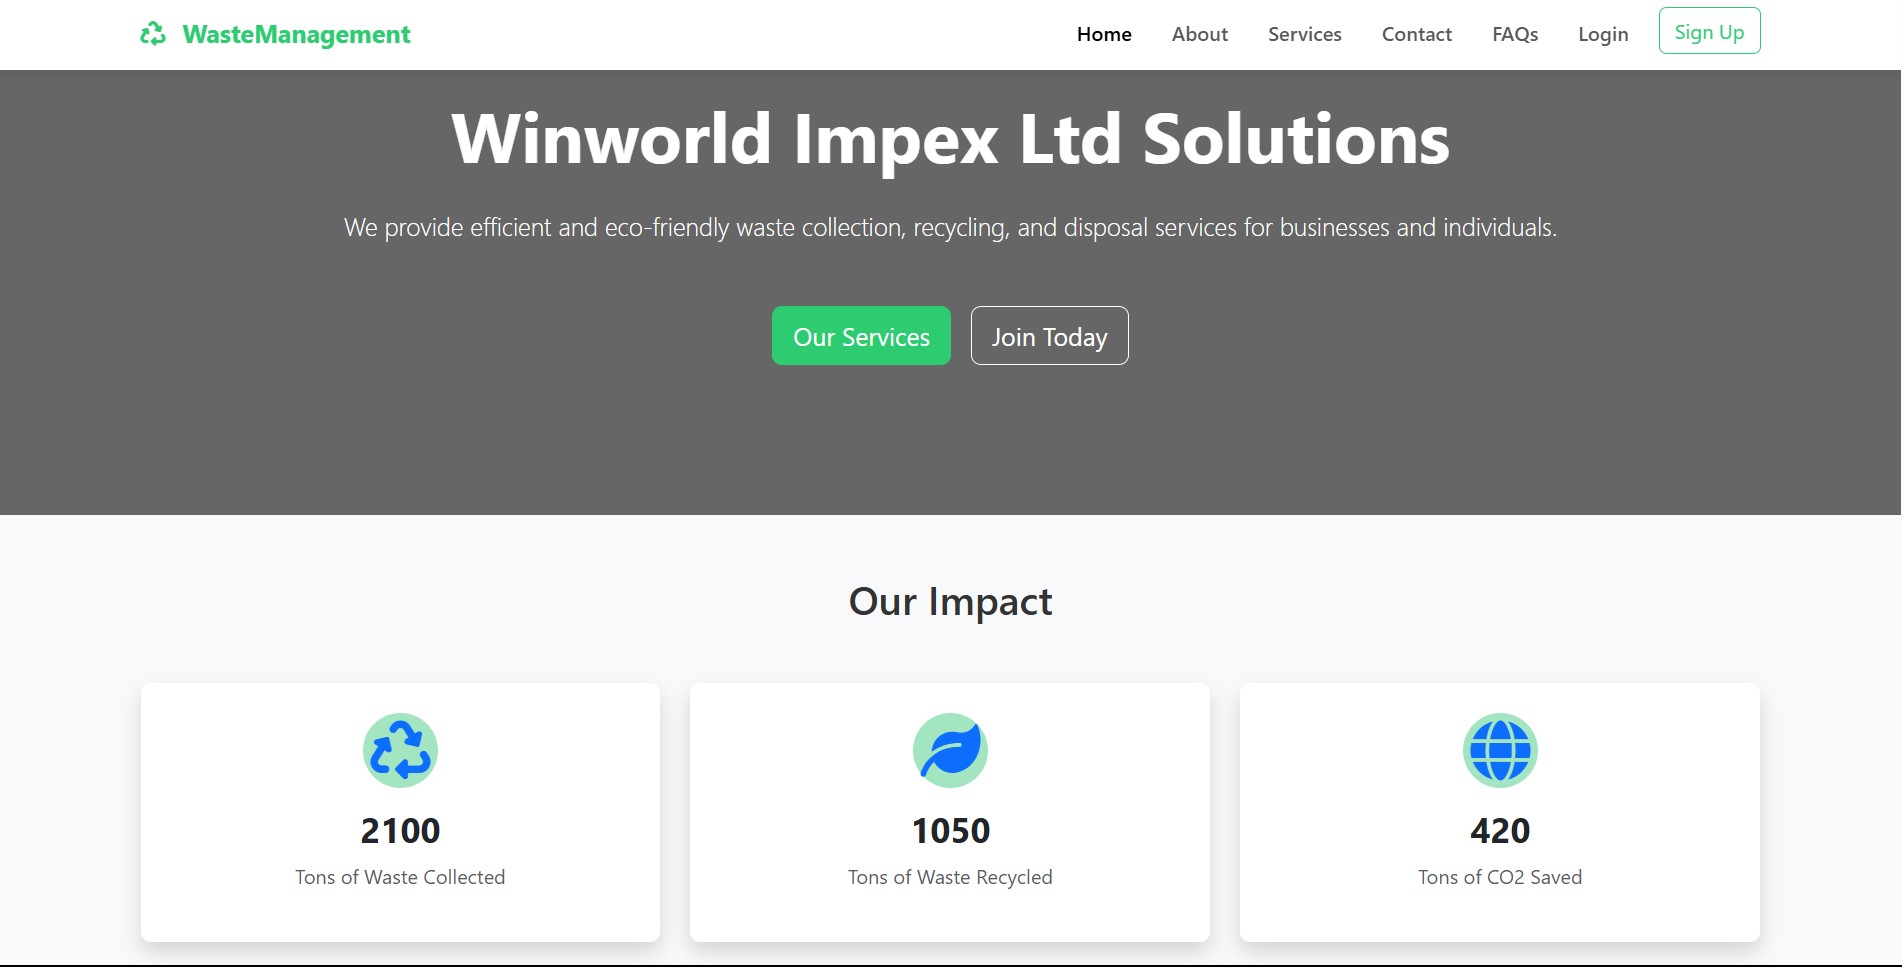 WasteManagement
Home About Services Contact FAQs Login Sign Up
Winworld Impex Ltd Solutions
We provide efficient and eco-friendly waste collection, recycling, and disposal services for businesses and individuals.
Our Services Join Today
Our Impact
2100
Tons of Waste Collected
1050
Tons of Waste Recycled
420
Tons of CO2 Saved